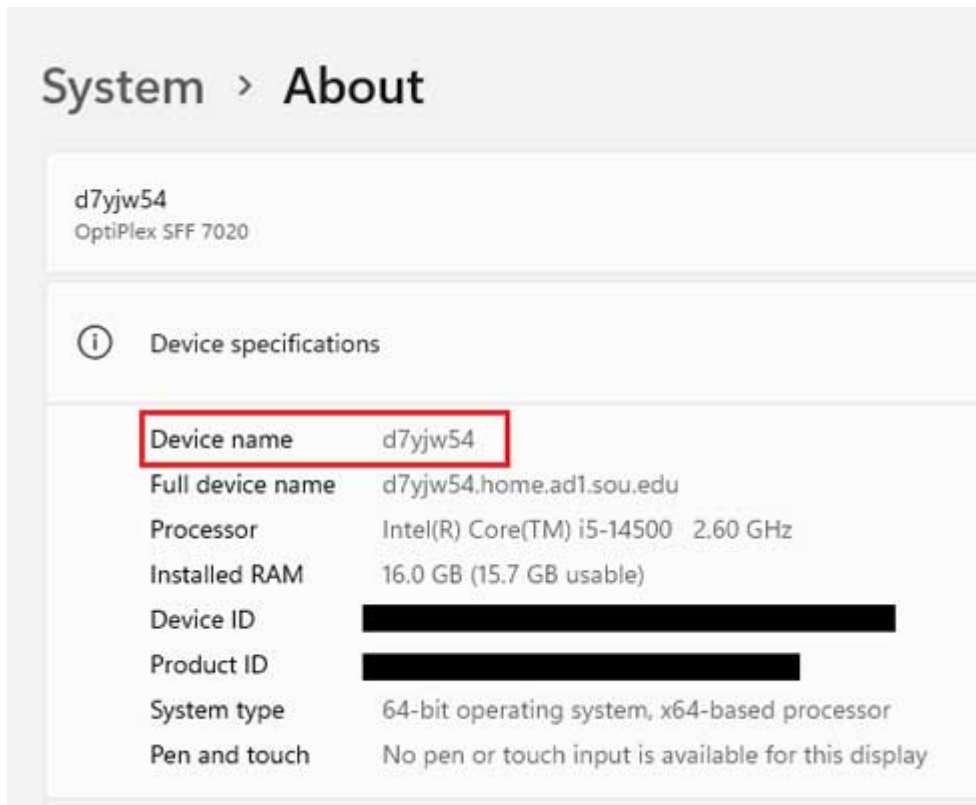 System > About
d7yjw54
OptiPlex SFF 7020
Device specifications
Device name d7yjw54
Full device name d7yjw54.home.ad1.sou.edu
Processor Intel(R) Core(TM) i5-14500 2.60 GHz
Installed RAM 16.0 GB (15.7 GB usable)
Device ID
Product ID
System type 64-bit operating system, x64-based processor
Pen and touch No pen or touch input is available for this display